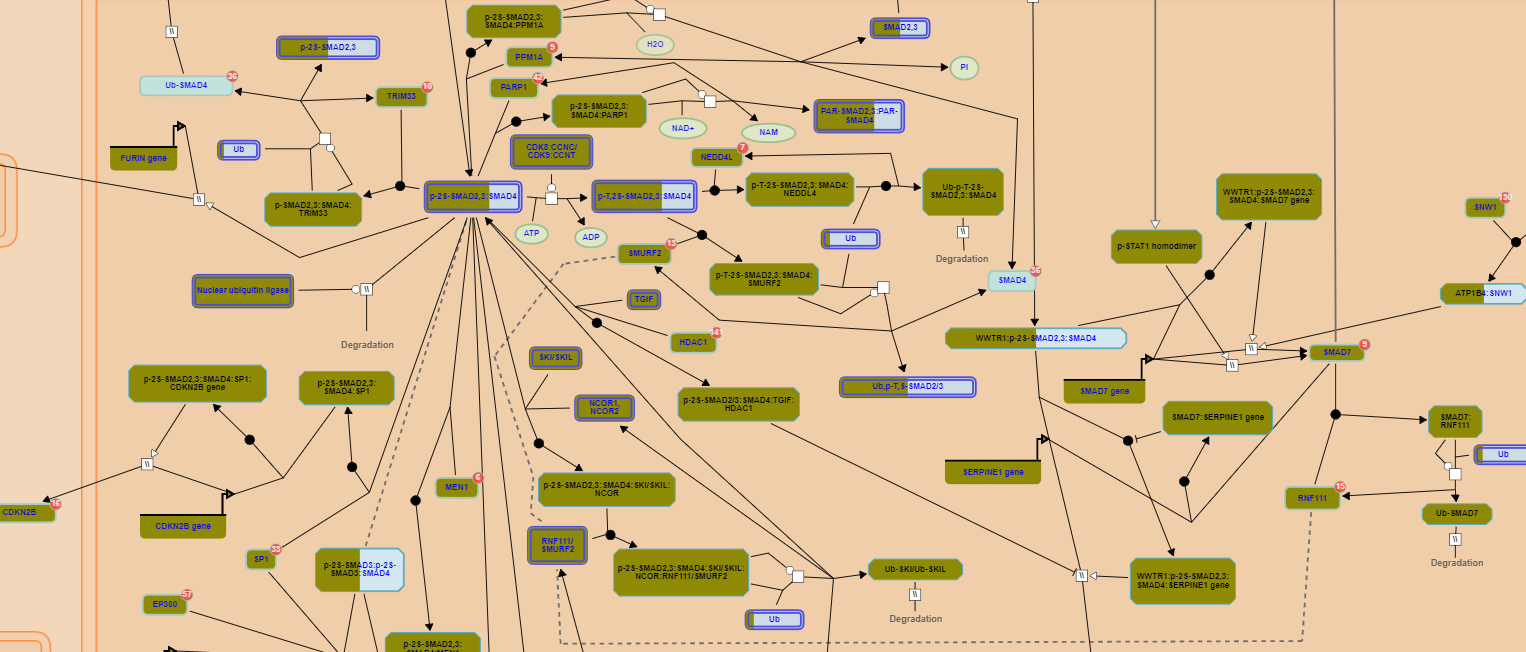 p-2S-SMAD2,3:
SMAD4:PPM1A
H2O
SMAD2,3
p-2S-SMAD2,3
PPM1A
9
PI
Ub-SMAD4
36
TRIM33
10
PARP1
42
p-2S-SMAD2,3:
SMAD4:PARP1
NAD+
NAM
PAR-SMAD2,3:PAR-
SMAD4
FURIN gene
Ub
CDK8:CCNC/
CDK9:CCNT
NEDD4L
7
p-SMAD2,3:SMAD4:
TRIM33
p-2S-SMAD2,3:SMAD4
p-T,2S-SMAD2,3:SMAD4
p-T-2S-SMAD2,3:SMAD4:
NEDDL4
Ub-p-T-2S-
SMAD2,3:SMAD4
WWTR1:p-2S-SMAD2,3:
SMAD4:SMAD7 gene
SNW1
ATP
ADP
SMURF2
13
Ub
Degradation
p-STAT1 homodimer
Nuclear ubiquitin ligase
p-T-2S-SMAD2,3:SMAD4:
SMURF2
SMAD4
36
ATP1B4:SNW1
TGIF
Degradation
HDAC1
WWTR1:p-2S-SMAD2,3:SMAD4
SMAD7
9
SKI/SKIL
p-2S-SMAD2,3:SMAD4:SP1:
CDKN2B gene
p-2S-SMAD2,3:
SMAD4:SP1
NCOR1,
NCOR2
p-2S-SMAD2/3:SMAD4:TGIF:
HDAC1
Ub,p-T,S-SMAD2/3
SMAD7 gene
SMAD7:SERPINE1 gene
SMAD7:
RNF111
Ub
SERPINE1 gene
MEN1
6
p-2S-SMAD2,3:SMAD4:SKI/SKIL:
NCOR
RNF111
15
CDKN2B
16
CDKN2B gene
Ub-SMAD7
RNF111/
SMURF2
SP1
33
p-2S-SMAD3:p-2S-
SMAD3:SMAD4
p-2S-SMAD2,3:SMAD4:SKI/SKIL:
NCOR:RNF111/SMURF2
Ub-SKI/Ub-SKIL
WWTR1:p-2S-SMAD2,3:
SMAD4:SERPINE1 gene
Degradation
EP300
57
Ub
Degradation
p-2S-SMAD2,3: